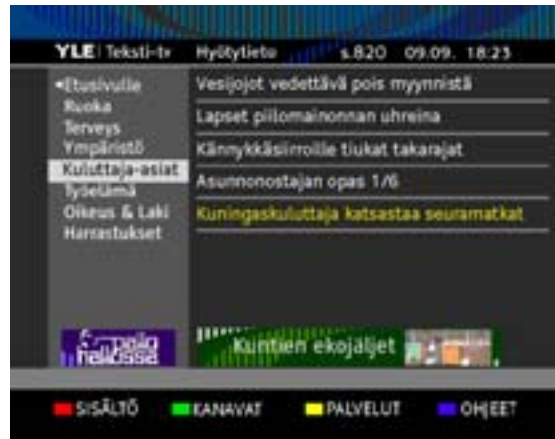 YLE Teksti-tv Hyötytieto s.820 09.09. 18:23
Etusivulle
Ruoka
Terveys
Ympäristö
Kuluttaja-asiat
Työelämä
Oikeus & Laki
Harrastukset
Vesijojot vedettävä pois myynnistä
Lapset piilomainonnan uhreina
Kännykkäsiirroille tiukat takarajat
Asunnonostajan opas 1/6
Kuningaskuluttaja katsastaa seuramatkat
hallussa
Kuntien ekojäljet
SISÄLTÖ KANAVAT PALVELUT OHJEET